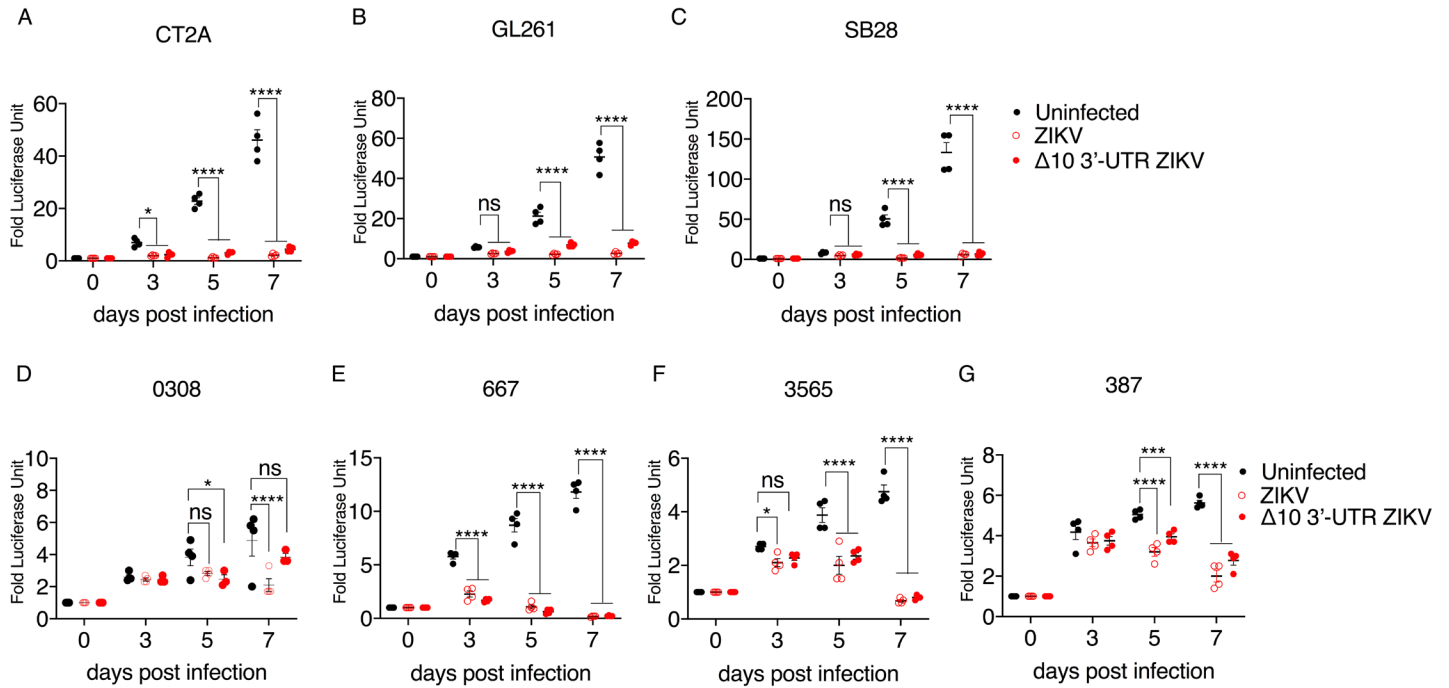 A
CT2A
Fold Luciferase Unit
60
40
20
0
*
****
****
0 3 5 7
days post infection
B
GL261
Fold Luciferase Unit
80
60
40
20
0
ns
****
****
0 3 5 7
days post infection
C
SB28
Fold Luciferase Unit
200
150
100
50
0
ns
****
****
0 3 5 7
days post infection
Uninfected
ZIKV
Δ10 3’-UTR ZIKV
D
0308
Fold Luciferase Unit
10
8
6
4
2
0
*
ns
ns
****
0 3 5 7
days post infection
E
667
Fold Luciferase Unit
15
10
5
0
****
****
****
0 3 5 7
days post infection
F
3565
Fold Luciferase Unit
6
4
2
0
ns
*
****
****
0 3 5 7
days post infection
G
387
Fold Luciferase Unit
8
6
4
2
0
***
****
****
0 3 5 7
days post infection
Uninfected
ZIKV
Δ10 3’-UTR ZIKV